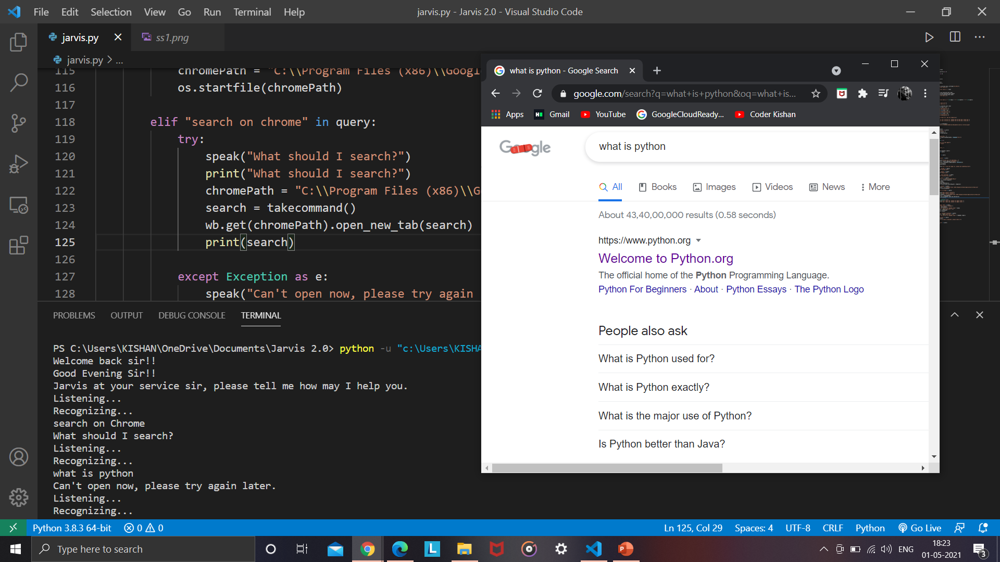 File Edit Selection View Go Run Terminal Help
jarvis.py - Jarvis 2.0 - Visual Studio Code
jarvis.py
ss1.png
jarvis.py > ...
115 chromePath = "C:\\Program Files (x86)\\Googl
116 os.startfile(chromePath)
117
118 elif "search on chrome" in query:
119 try:
120 speak("What should I search?")
121 print("What should I search?")
122 chromePath = "C:\\Program Files (x86)\\G
123 search = takecommand()
124 wb.get(chromePath).open_new_tab(search)
125 print(search)
126
127 except Exception as e:
128 speak("Can't open now, please try again
PROBLEMS OUTPUT DEBUG CONSOLE TERMINAL
PS C:\Users\KISHAN\OneDrive\Documents\Jarvis 2.0> python -u "c:\Users\KISHA
Welcome back sir!!
Good Evening Sir!!
Jarvis at your service sir, please tell me how may I help you.
Listening...
Recognizing...
search on Chrome
What should I search?
Listening...
Recognizing...
what is python
Can't open now, please try again later.
Listening...
Recognizing...
what is python - Google Search
google.com/search?q=what+is+python&oq=what+is...
Apps Gmail YouTube GoogleCloudReady... Coder Kishan
Google
what is python
All Books Images Videos News More
About 43,40,00,000 results (0.58 seconds)
https://www.python.org
Welcome to Python.org
The official home of the Python Programming Language.
Python For Beginners · About · Python Essays · The Python Logo
People also ask
What is Python used for?
What is Python exactly?
What is the major use of Python?
Is Python better than Java?
Python 3.8.3 64-bit 0 0
Ln 125, Col 29 Spaces: 4 UTF-8 CRLF Python Go Live
Type here to search
ENG
18:23
01-05-2021
3